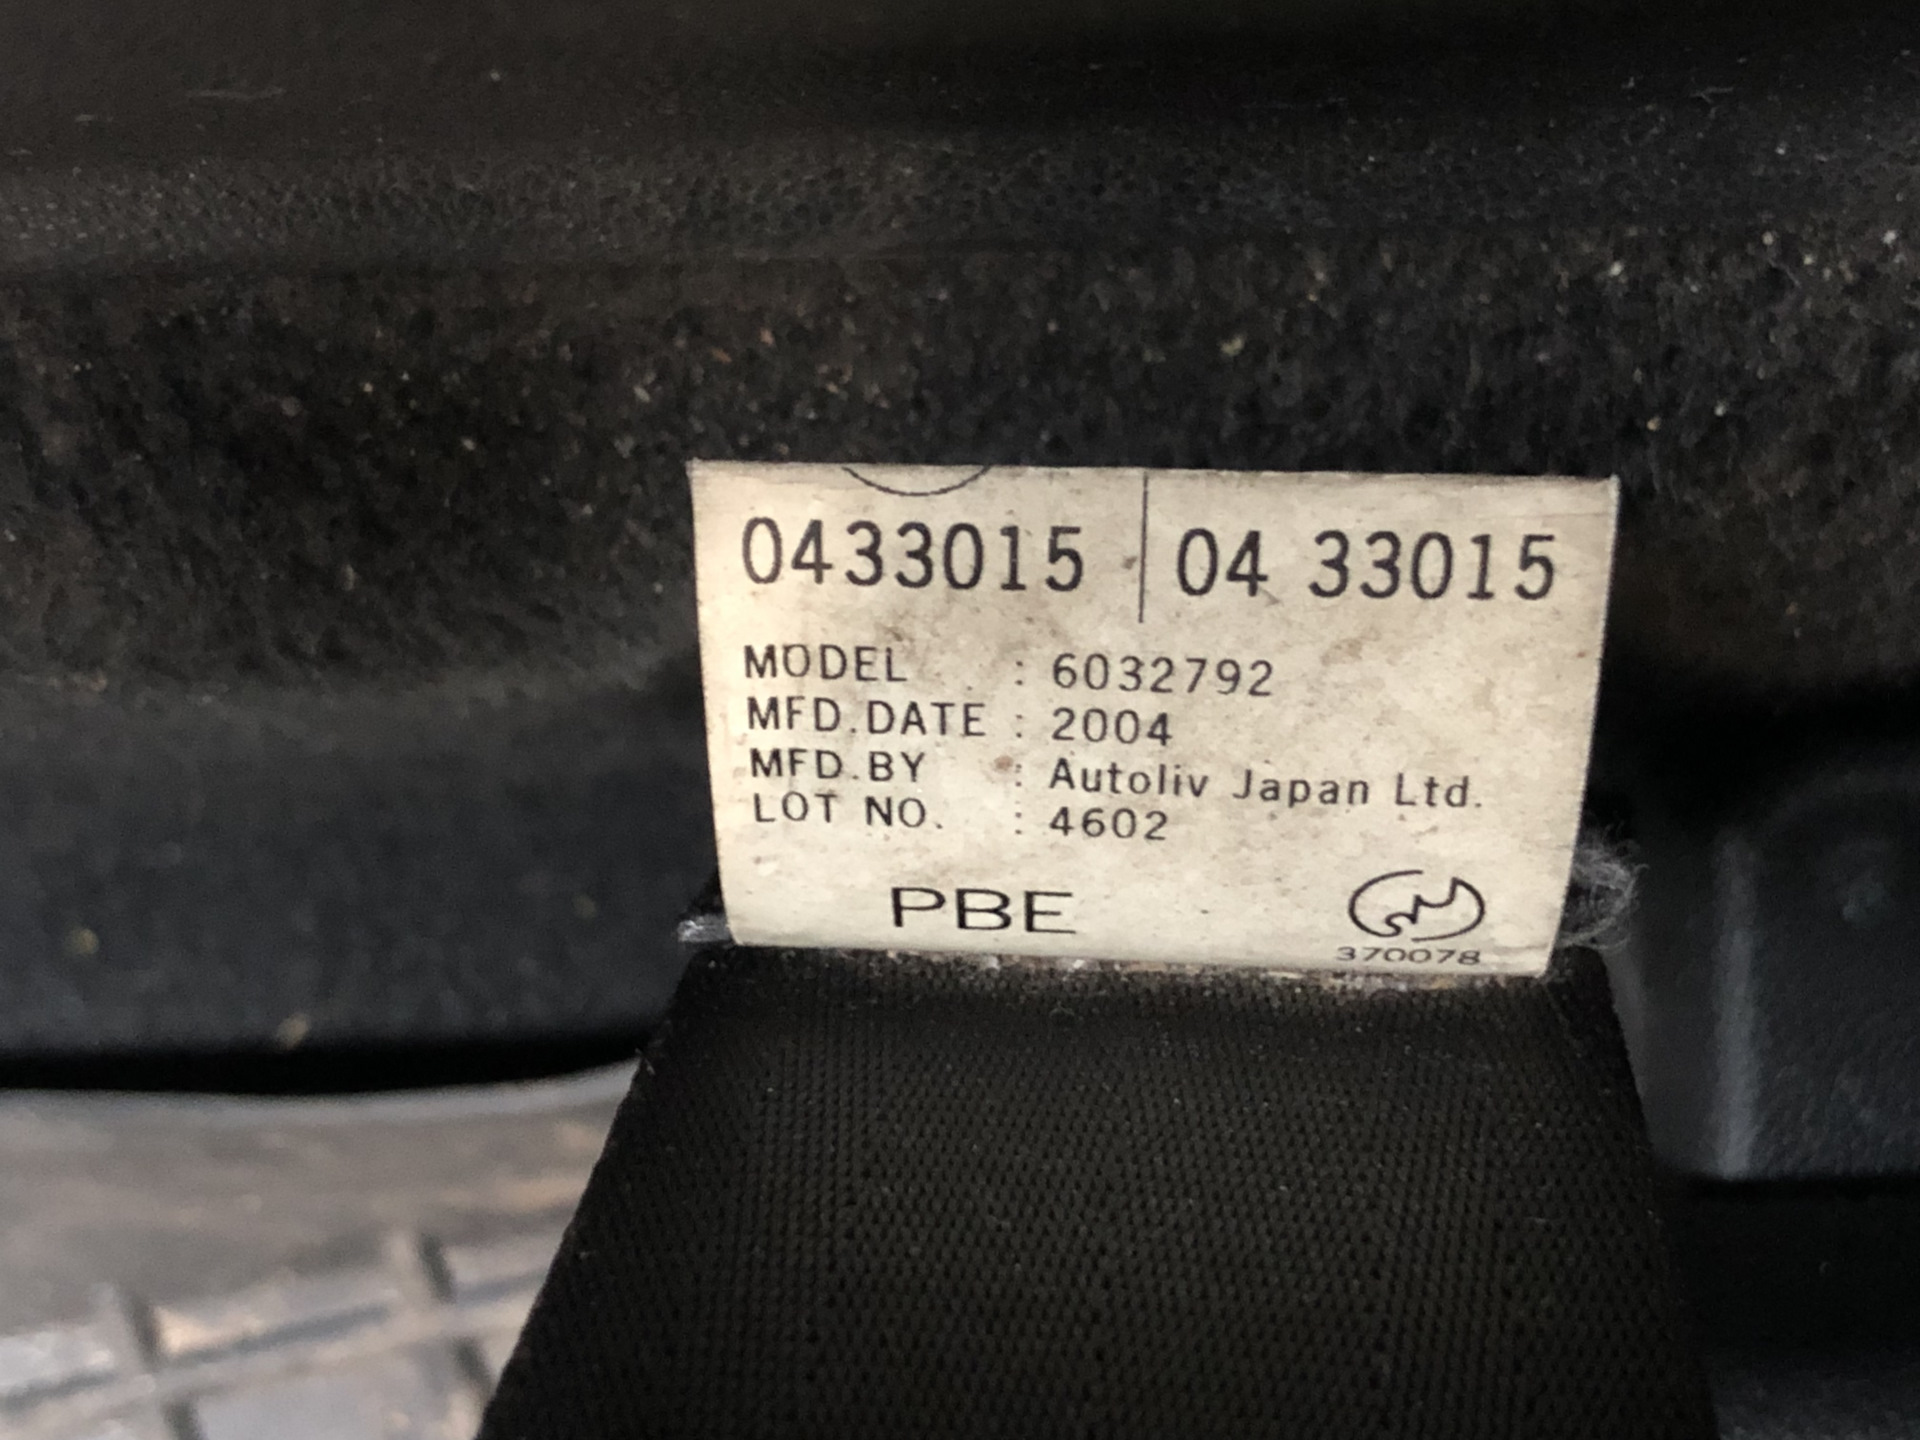 0433015 04 33015
MODEL : 6032792
MFD.DATE : 2004
MFD.BY : Autoliv Japan Ltd.
LOT NO. : 4602
PBE
370078